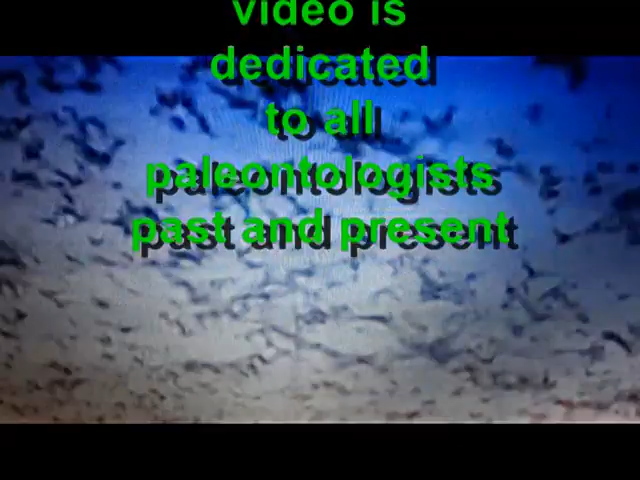 video is
dedicated
to all
paleontologists
past and present